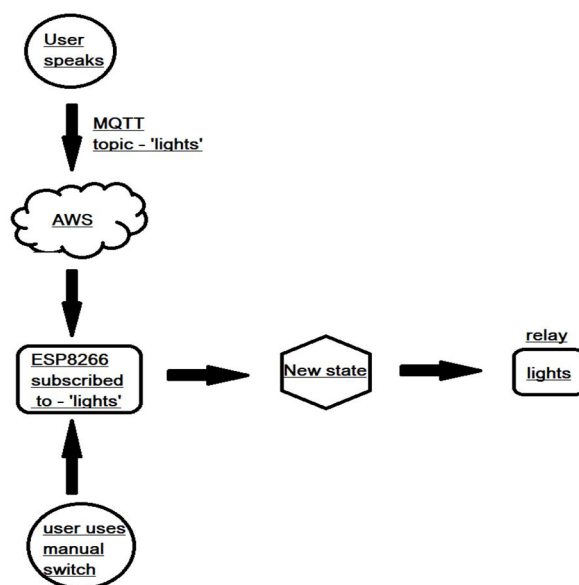 User
speaks
MQTT
topic - 'lights'
AWS
ESP8266
subscribed
to - 'lights'
New state
relay
lights
user uses
manual
switch